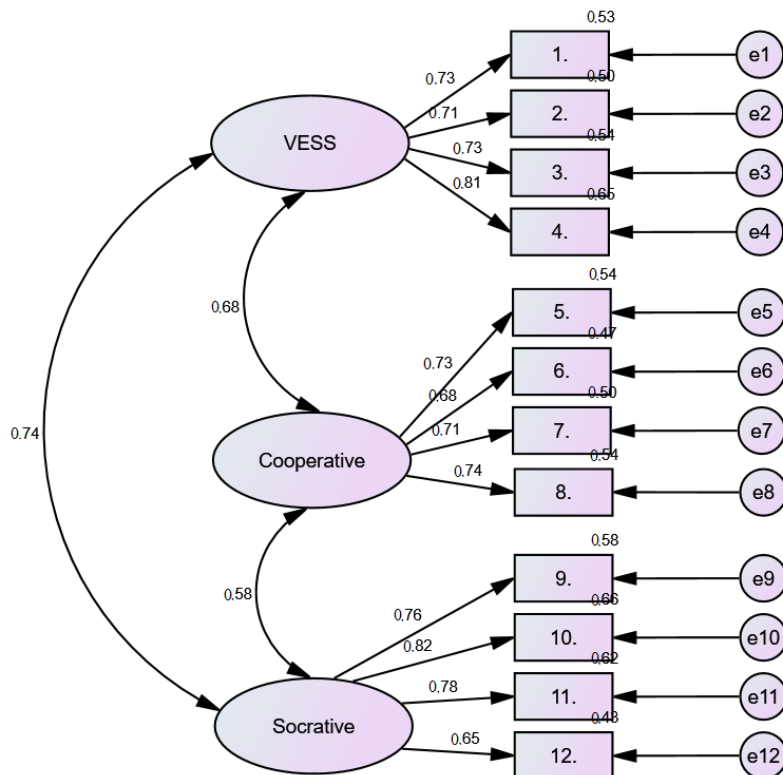 0.53
0.73
1.
e1
0.50
0.71
2.
e2
0.54
VESS
0.73
3.
e3
0.65
0.81
4.
e4
0.54
0.68
5.
e5
0.47
0.73
6.
e6
0.68
0.50
0.74
0.71
7.
e7
0.54
Cooperative
0.74
8.
e8
0.58
9.
e9
0.58
0.66
0.76
10.
e10
0.82
0.62
0.78
11.
e11
0.43
Socrative
0.65
12.
e12